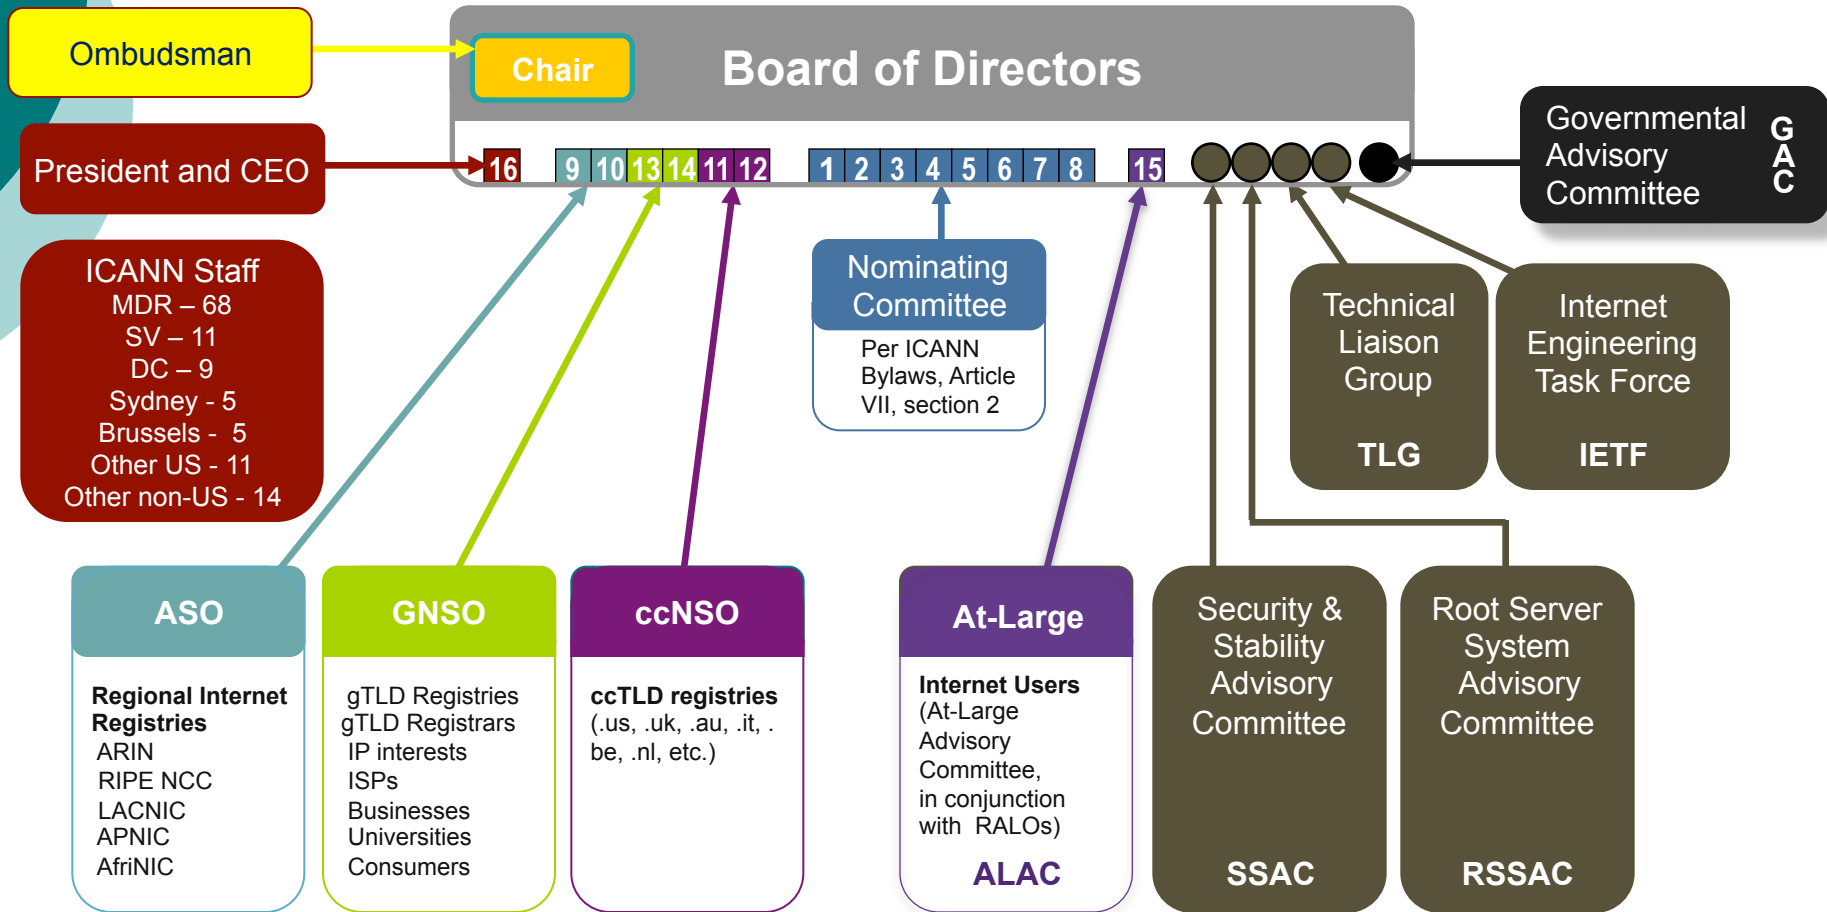 Ombudsman
Chair
Board of Directors
President and CEO
16
9 10 13 14 11 12
1 2 3 4 5 6 7 8
15
Governmental
Advisory
Committee
GAC
ICANN Staff
MDR – 68
SV – 11
DC – 9
Sydney - 5
Brussels -  5
Other US - 11
Other non-US - 14
Nominating
Committee
Per ICANN
Bylaws, Article
VII, section 2
Technical
Liaison
Group
TLG
Internet
Engineering
Task Force
IETF
ASO
Regional Internet
Registries
ARIN
RIPE NCC
LACNIC
APNIC
AfriNIC
GNSO
gTLD Registries
gTLD Registrars
IP interests
ISPs
Businesses
Universities
Consumers
ccNSO
ccTLD registries
(.us, .uk, .au, .it, .
be, .nl, etc.)
At-Large
Internet Users
(At-Large
Advisory
Committee,
in conjunction
with  RALOs)
ALAC
Security &
Stability
Advisory
Committee
SSAC
Root Server
System
Advisory
Committee
RSSAC